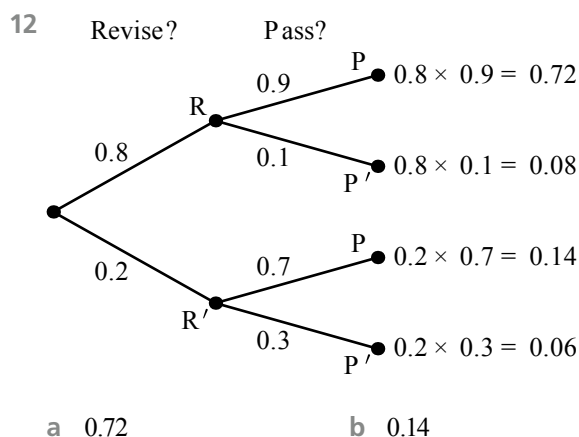 12 Revise? Pass?
P 0.8 × 0.9 = 0.72
0.9
R
0.8 0.1
P′ 0.8 × 0.1 = 0.08
P 0.2 × 0.7 = 0.14
0.2 0.7
R′
0.3
P′ 0.2 × 0.3 = 0.06
a 0.72 b 0.14